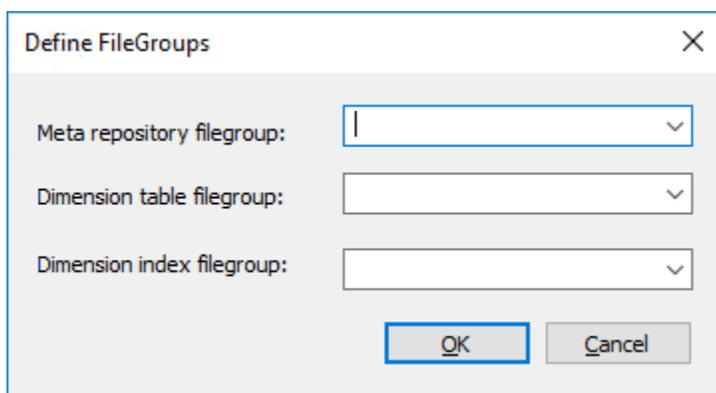 Define FileGroups
Meta repository filegroup:
Dimension table filegroup:
Dimension index filegroup:
OK Cancel